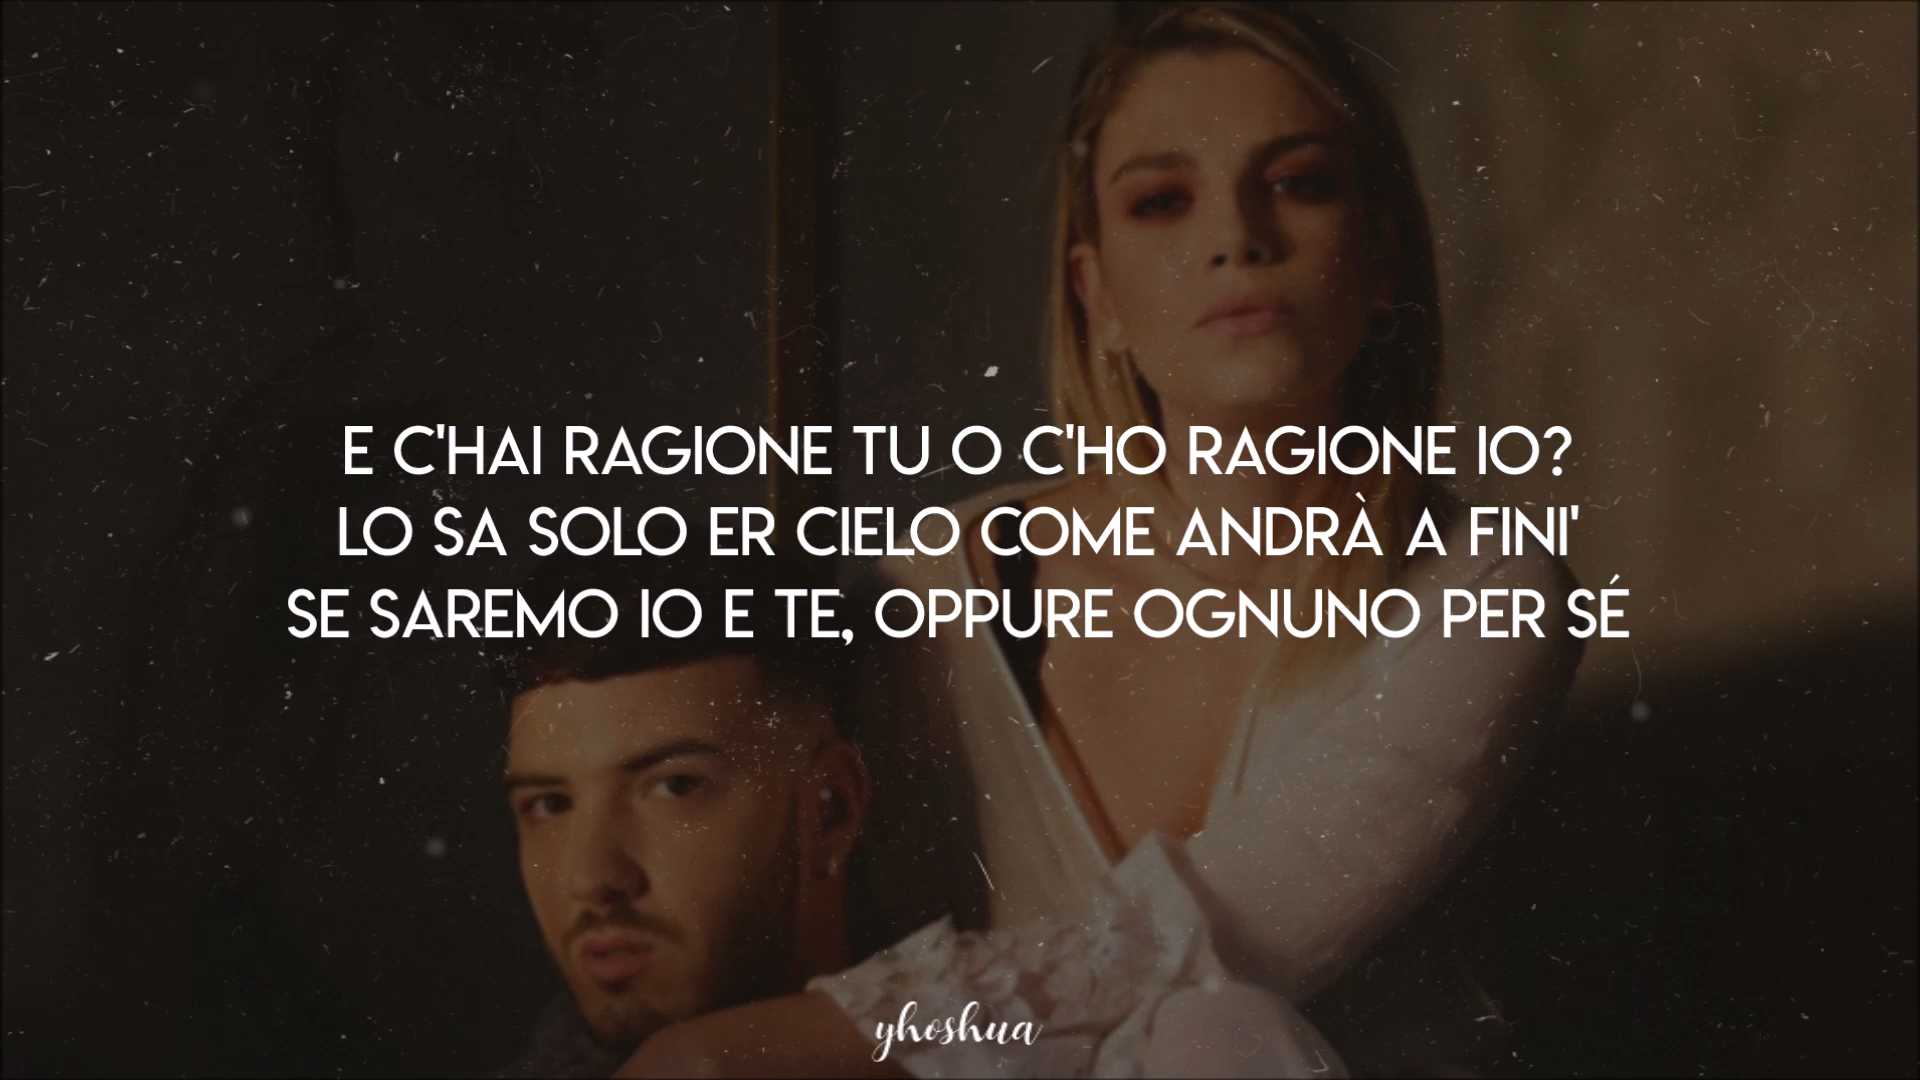 E C'HAI RAGIONE TU O C'HO RAGIONE IO?
LO SA SOLO ER CIELO COME ANDRÀ A FINI'
SE SAREMO IO E TE, OPPURE OGNUNO PER SÉ
yhoshua